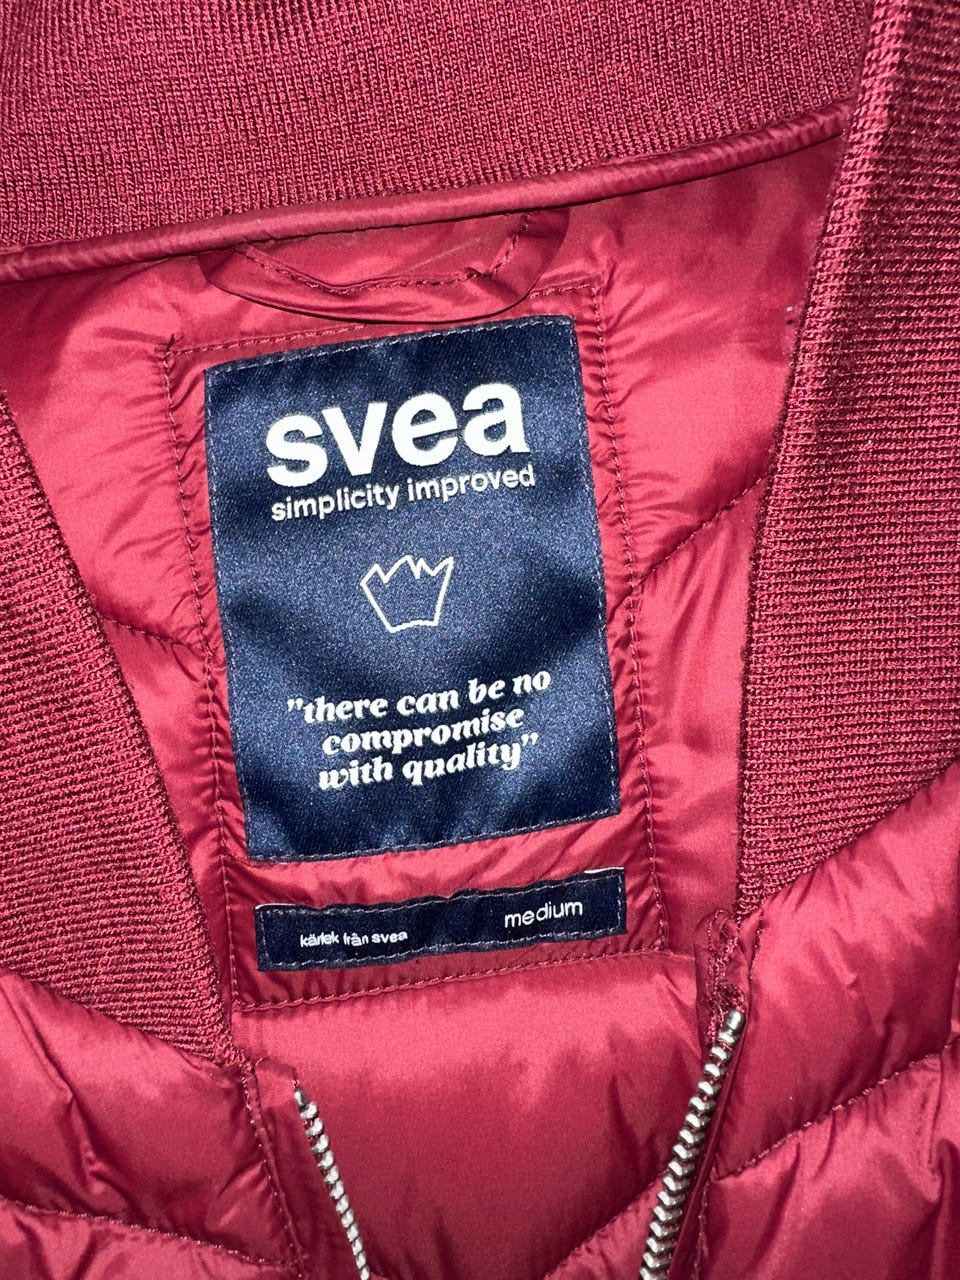 svea
simplicity improved
"there can be no
compromise
with quality"
kärlek från svea
medium